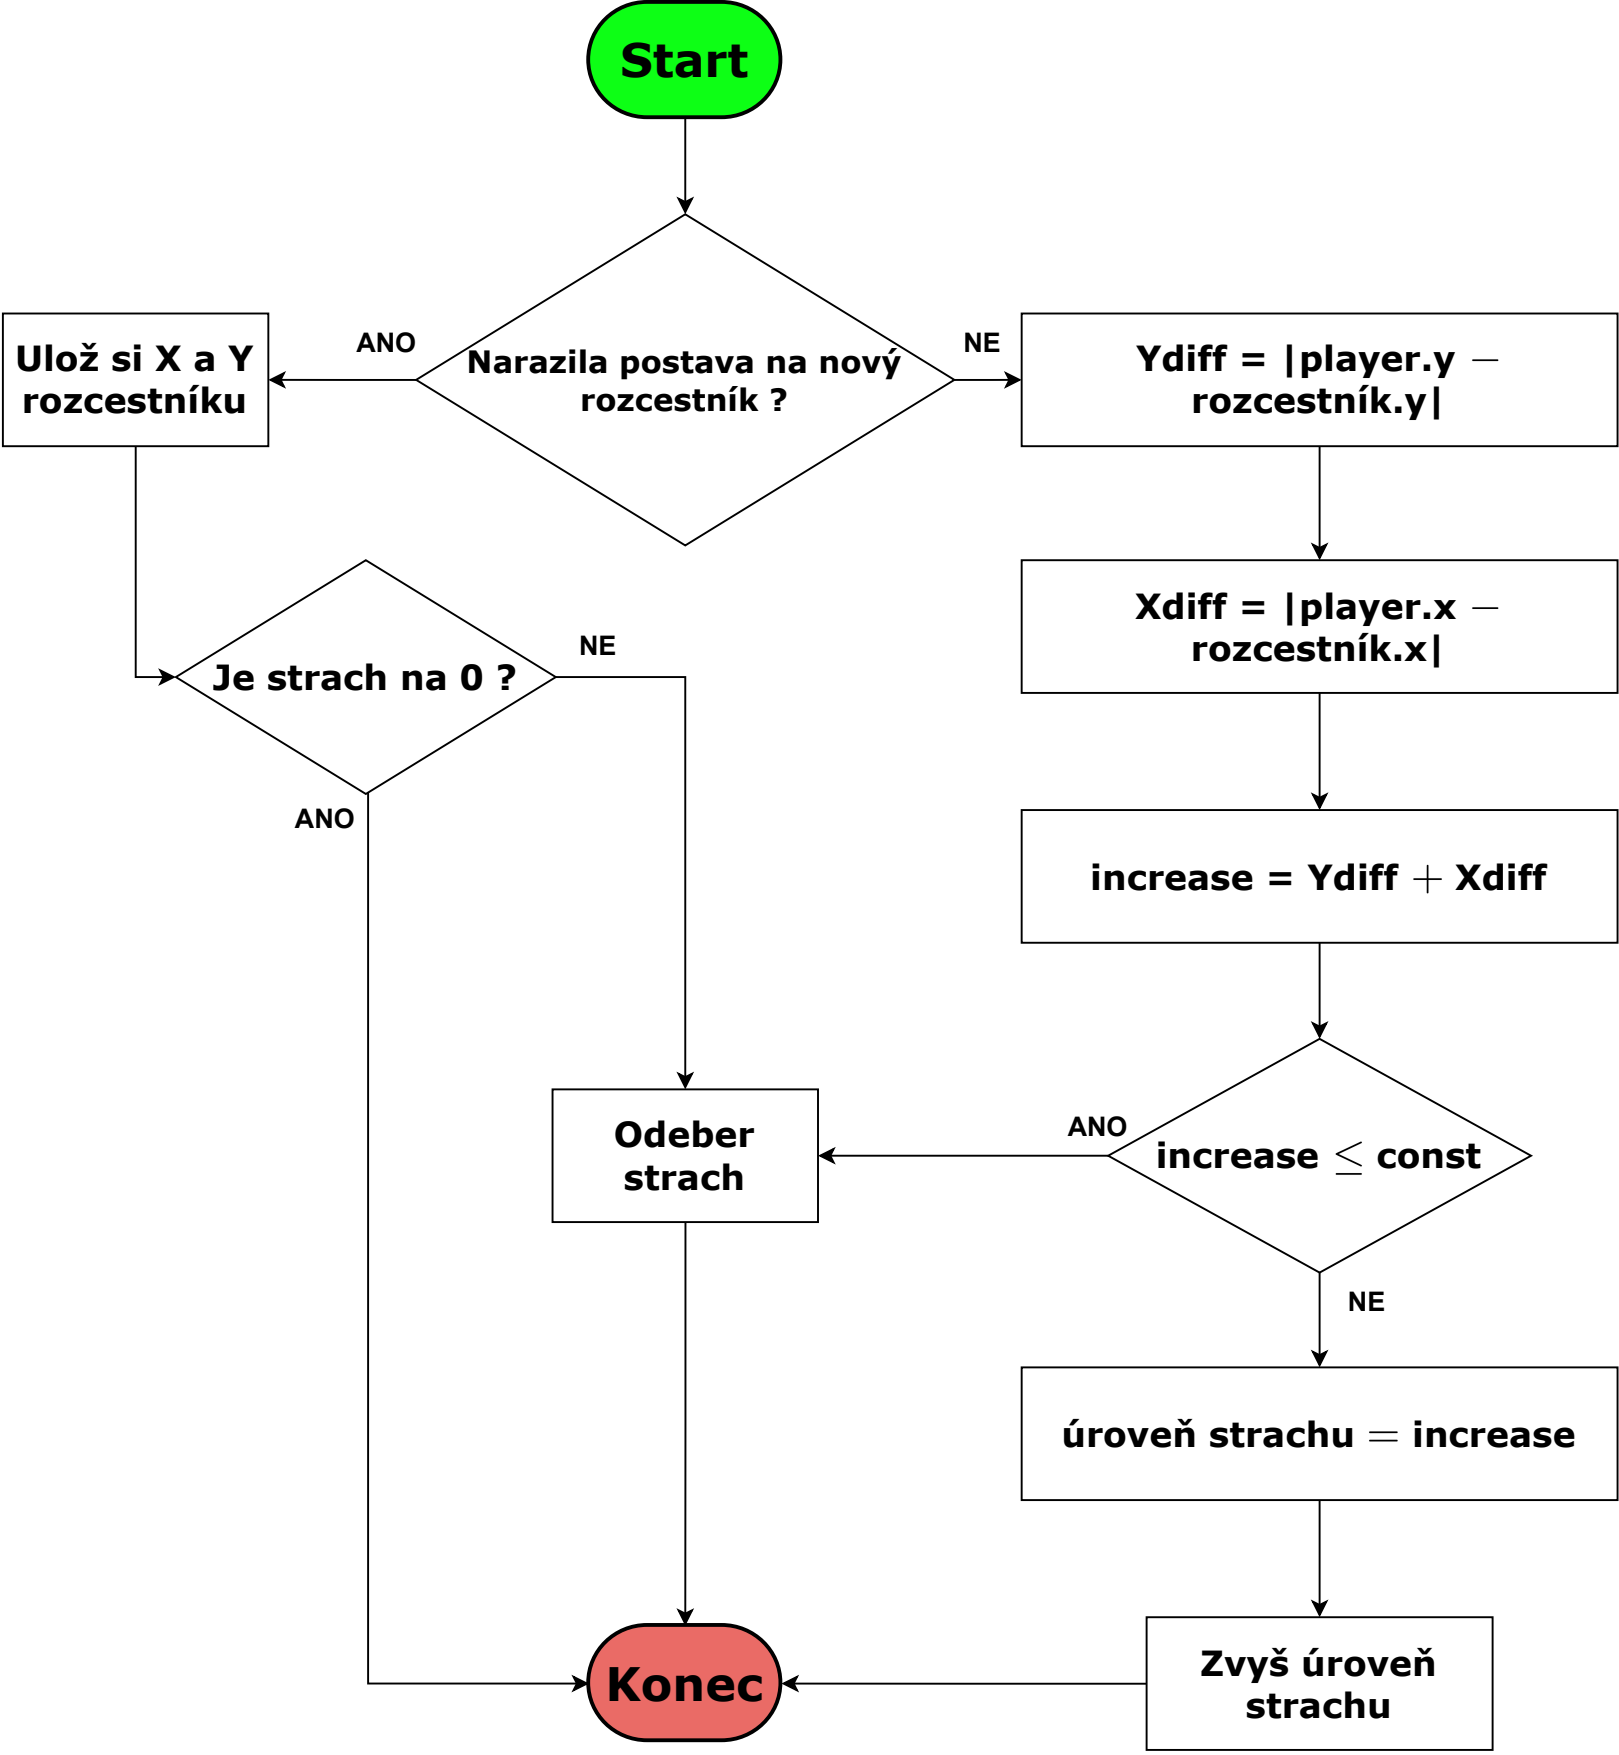 Start
ANO
Narazila postava na nový
rozcestník ?
NE
Ulož si X a Y
rozcestníku
Ydiff = |player.y −
rozcestník.y|
Xdiff = |player.x −
rozcestník.x|
Je strach na 0 ?
NE
ANO
increase = Ydiff + Xdiff
Odeber
strach
ANO
increase ≤ const
NE
úroveň strachu = increase
Zvyš úroveň
strachu
Konec